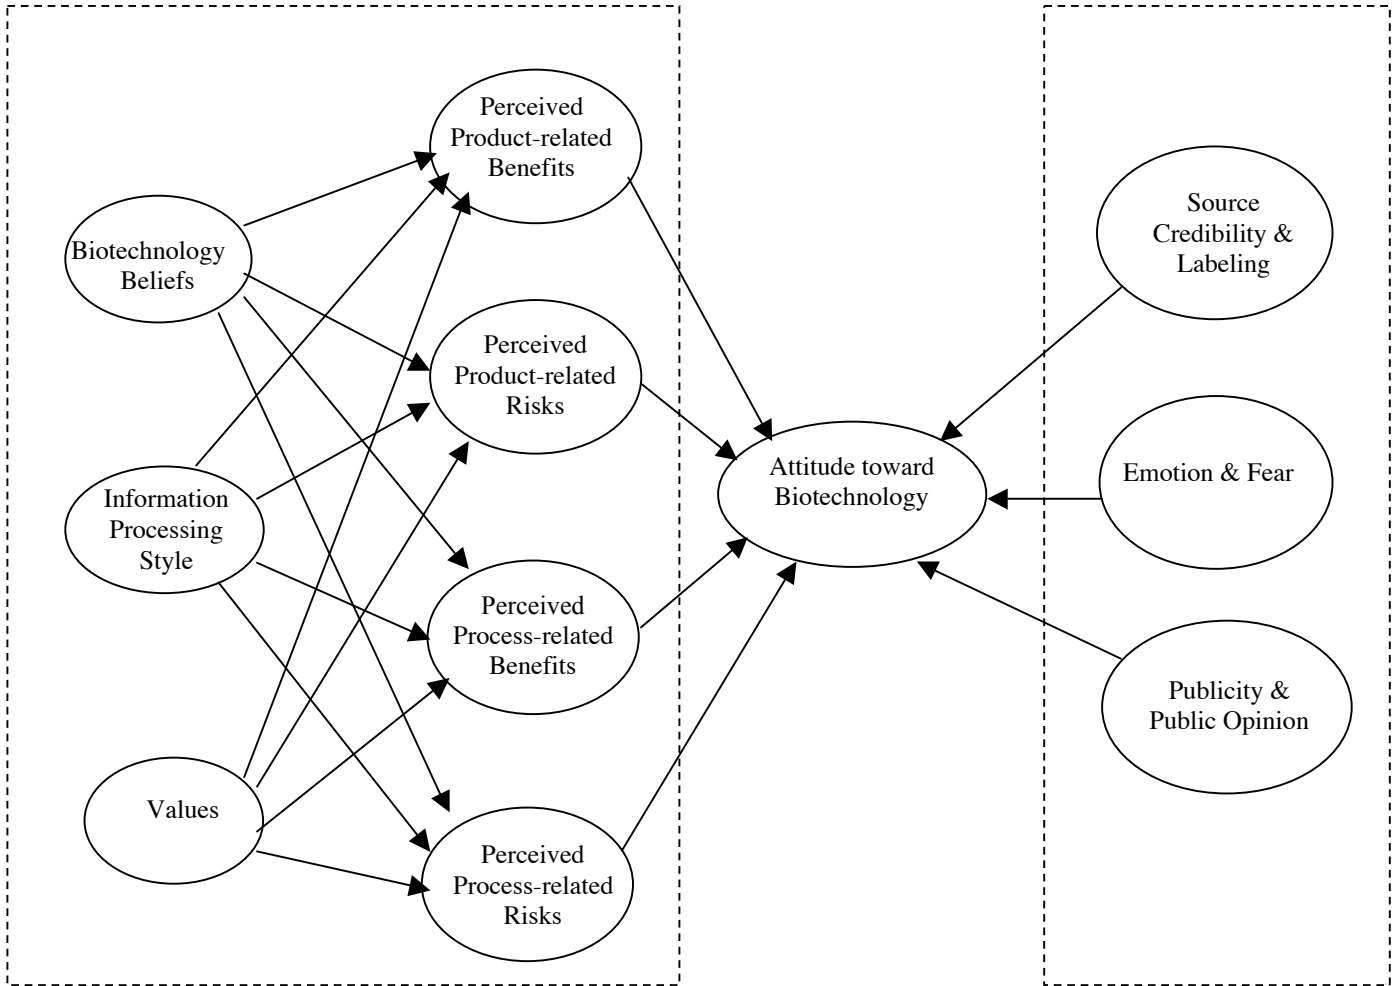 Perceived
Product-related
Benefits
Biotechnology
Beliefs
Perceived
Product-related
Risks
Information
Processing
Style
Perceived
Process-related
Benefits
Values
Perceived
Process-related
Risks
Attitude toward
Biotechnology
Source
Credibility &
Labeling
Emotion & Fear
Publicity &
Public Opinion